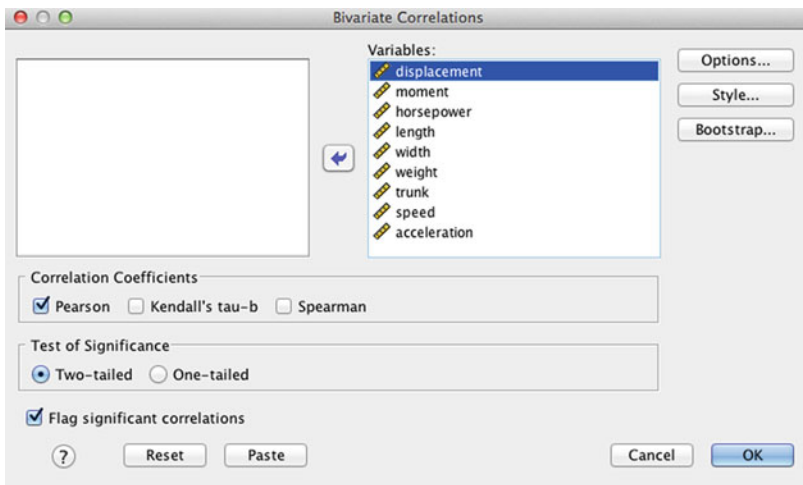 Bivariate Correlations
Variables:
displacement
moment
horsepower
length
width
weight
trunk
speed
acceleration
Options...
Style...
Bootstrap...
Correlation Coefficients
Pearson Kendall's tau-b Spearman
Test of Significance
Two-tailed One-tailed
Flag significant correlations
? Reset Paste Cancel OK